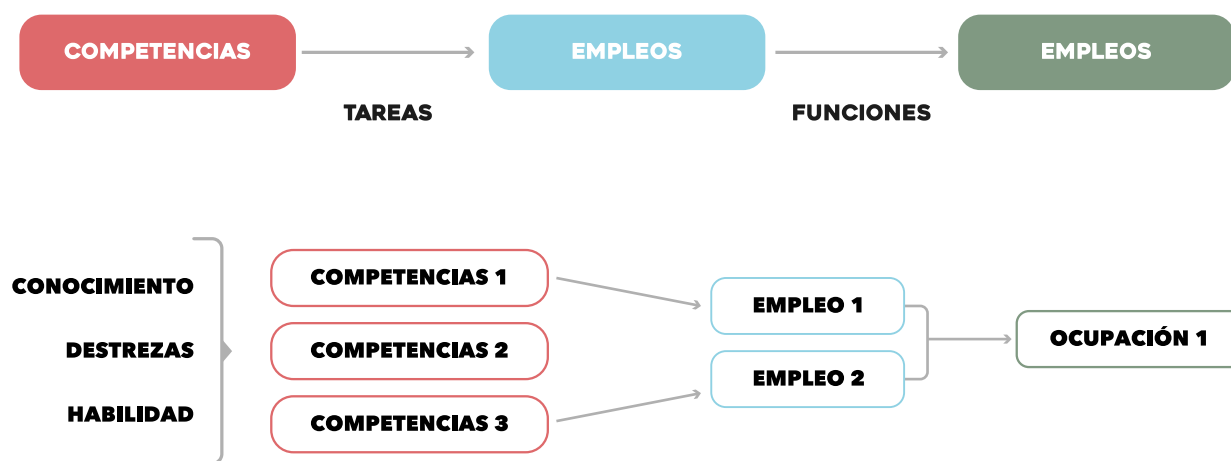 COMPETENCIAS
EMPLEOS
EMPLEOS
TAREAS
FUNCIONES
CONOCIMIENTO
DESTREZAS
HABILIDAD
COMPETENCIAS 1
COMPETENCIAS 2
COMPETENCIAS 3
EMPLEO 1
EMPLEO 2
OCUPACIÓN 1